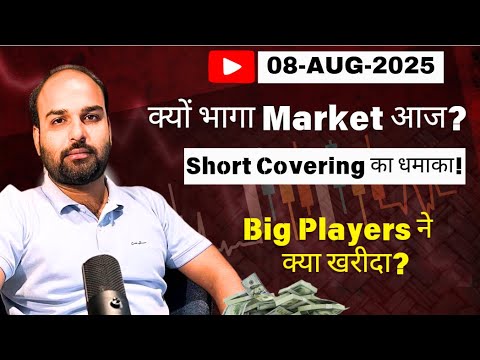 08-AUG-2025
क्यों भागा Market आज?
Short Covering का धमाका!
Big Players ने
क्या खरीदा?